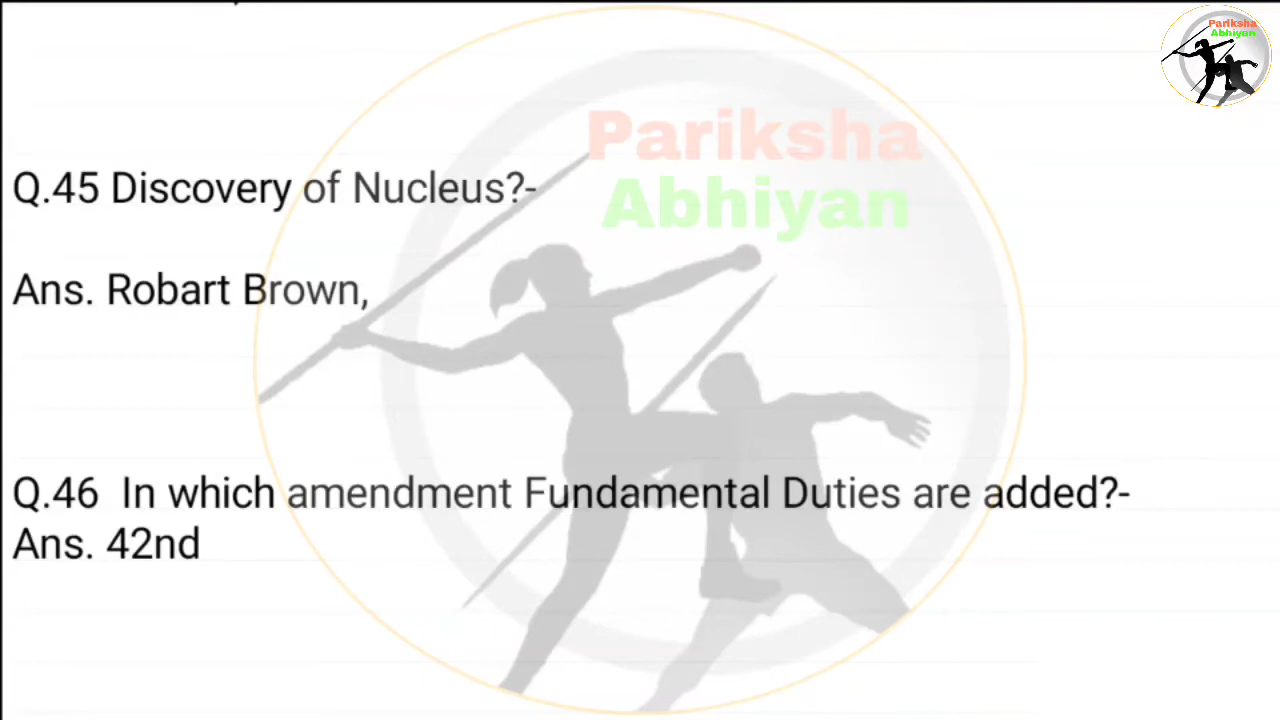 Pariksha
Abhiyan
Pariksha
Abhiyan
Q.45 Discovery of Nucleus?-
Ans. Robart Brown,
Q.46 In which amendment Fundamental Duties are added?-
Ans. 42nd